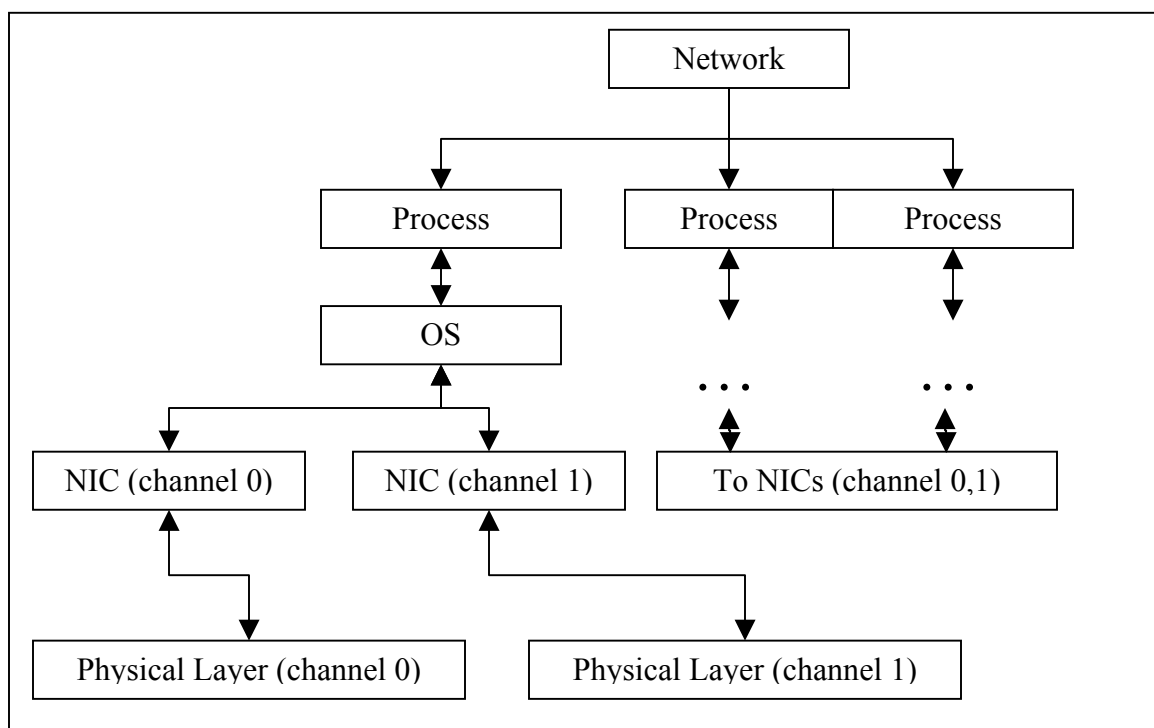 Network
Process
Process
Process
OS
. . .
. . .
NIC (channel 0)
NIC (channel 1)
To NICs (channel 0,1)
Physical Layer (channel 0)
Physical Layer (channel 1)